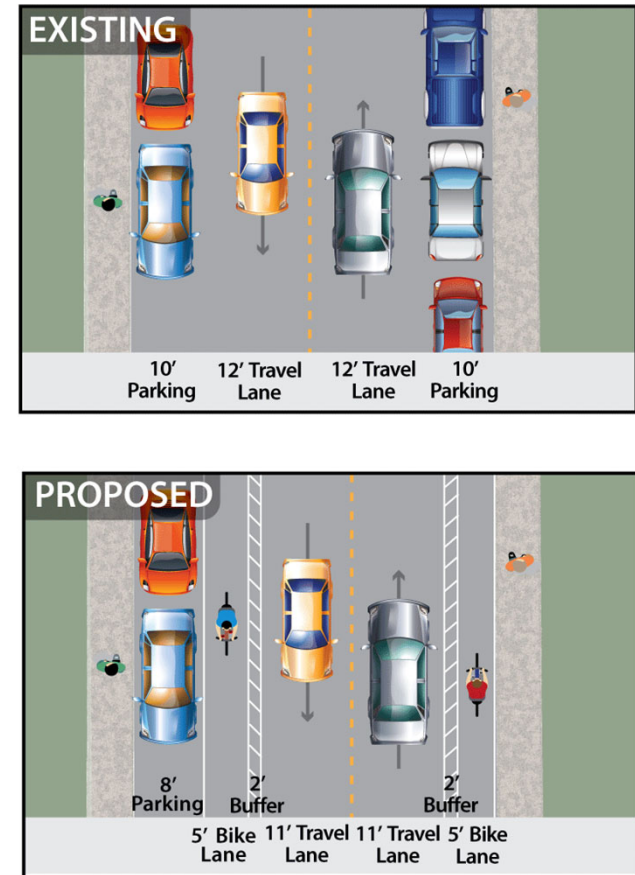 EXISTING
10' 12' Travel 12' Travel 10'
Parking Lane Lane Parking
PROPOSED
8' 2' 2'
Parking Buffer Buffer
5' Bike 11' Travel 11' Travel 5' Bike
Lane Lane Lane Lane